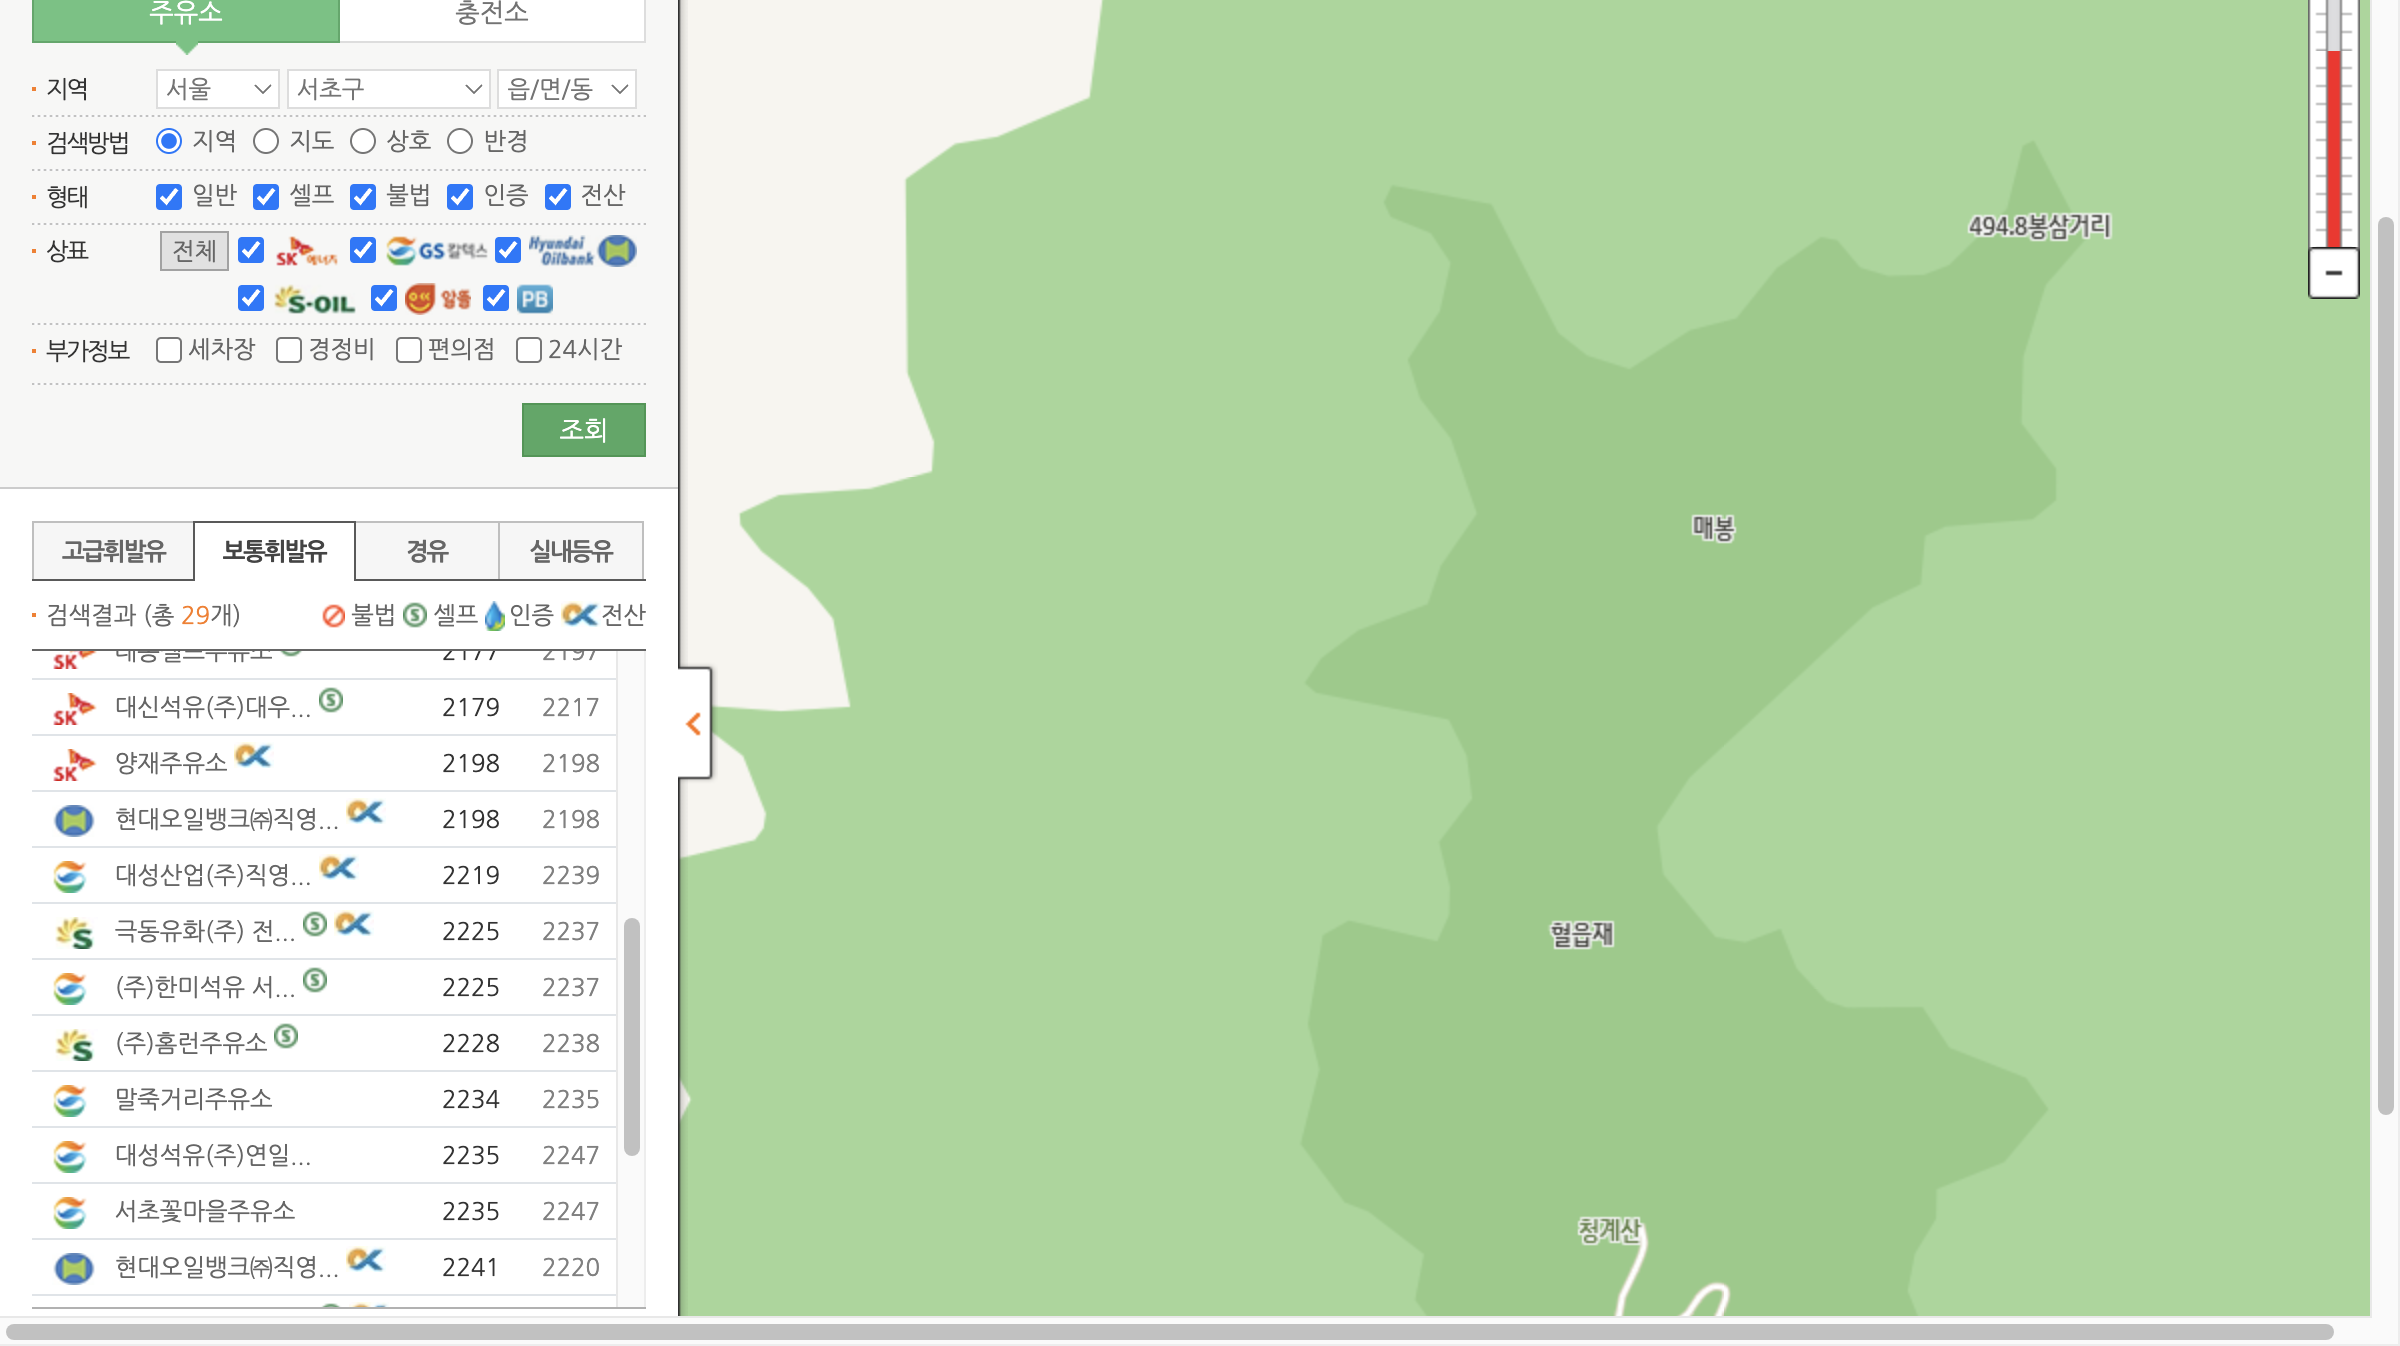 주유소 충전소
지역 서울 서초구 읍/면/동
검색방법 지역 지도 상호 반경
형태 일반 셀프 불법 인증 전산
상표 전체 SK에너지 GS칼텍스 Hyundai Oilbank
S-OIL 알뜰 PB
부가정보 세차장 경정비 편의점 24시간
조회
고급휘발유 보통휘발유 경유 실내등유
검색결과 (총 29개) 불법 셀프 인증 전산
SK 2177 2197
SK 대신석유(주)대우... 2179 2217
SK 양재주유소 2198 2198
현대오일뱅크㈜직영... 2198 2198
대성산업(주)직영... 2219 2239
극동유화(주) 전... 2225 2237
(주)한미석유 서... 2225 2237
(주)홈런주유소 2228 2238
말죽거리주유소 2234 2235
대성석유(주)연일... 2235 2247
서초꽃마을주유소 2235 2247
현대오일뱅크㈜직영... 2241 2220
494.8봉삼거리
매봉
혈읍재
청계산